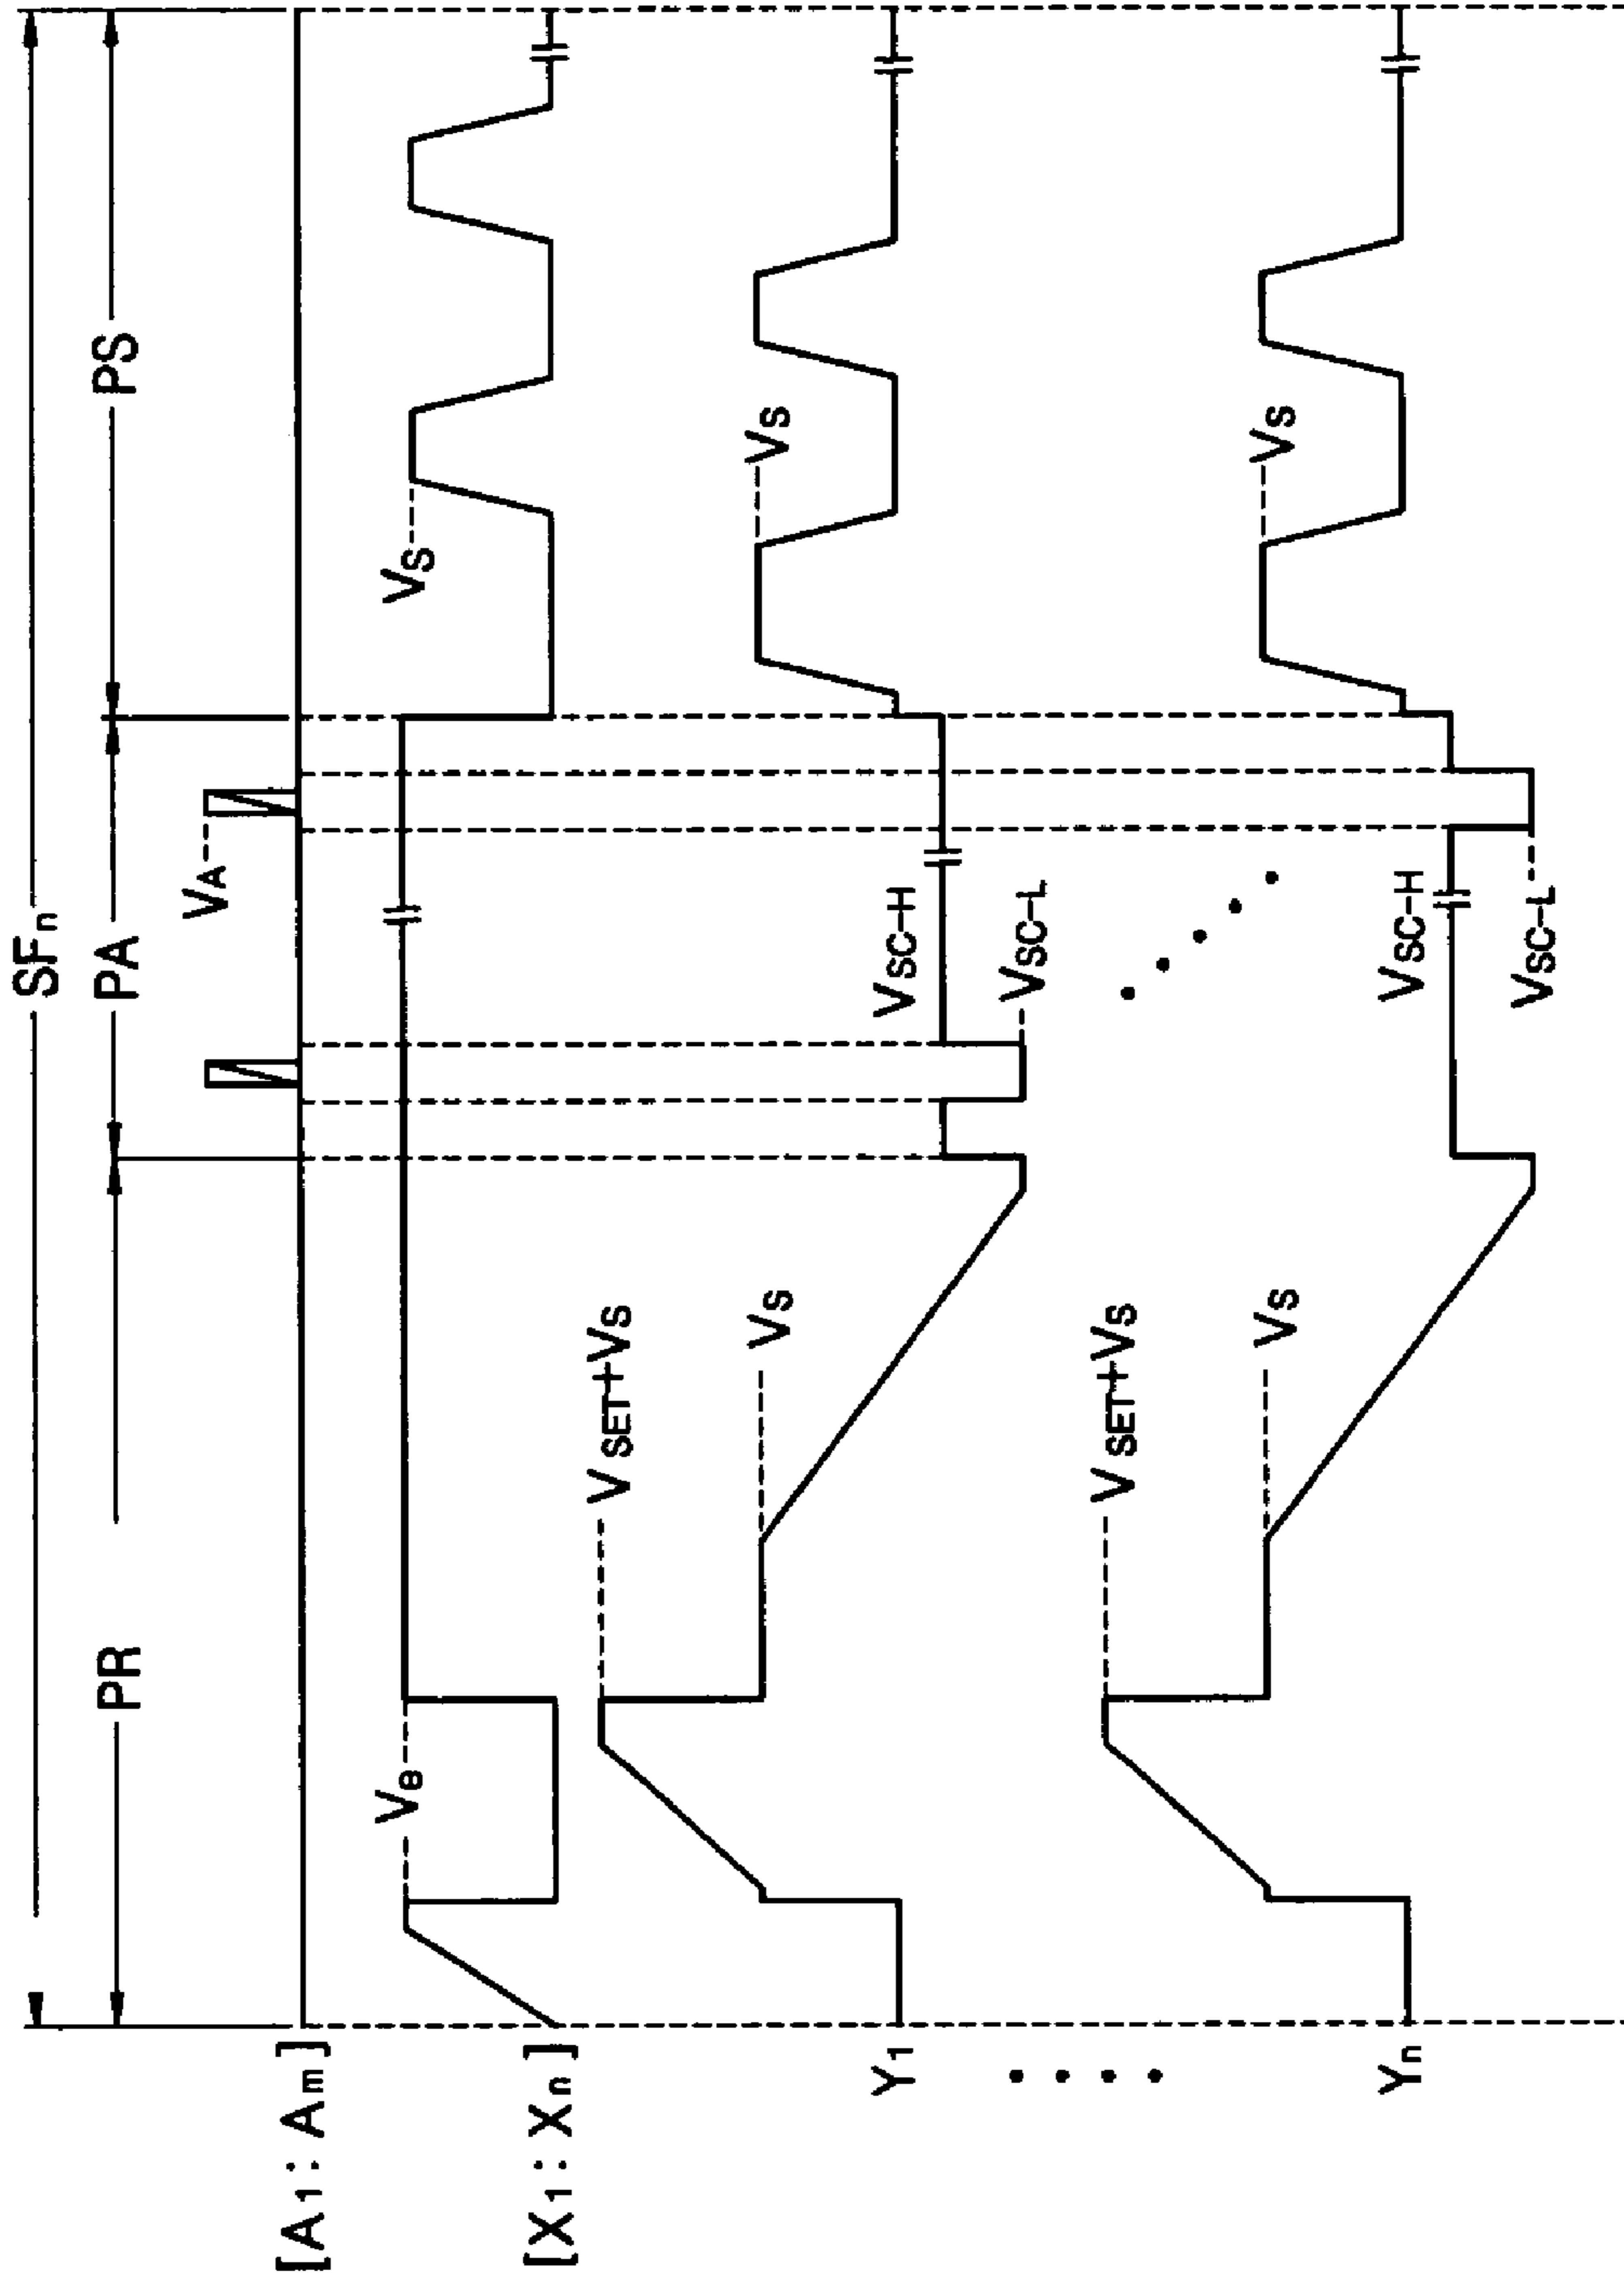 SFn
PR PA PS
VA
[A1 : Am]
VB VS
[X1 : Xn]
VSET+VS
VS VS
Y1
VSC-H
VSC-L
VSET+VS
VS VS
Yn
VSC-H
VSC-L